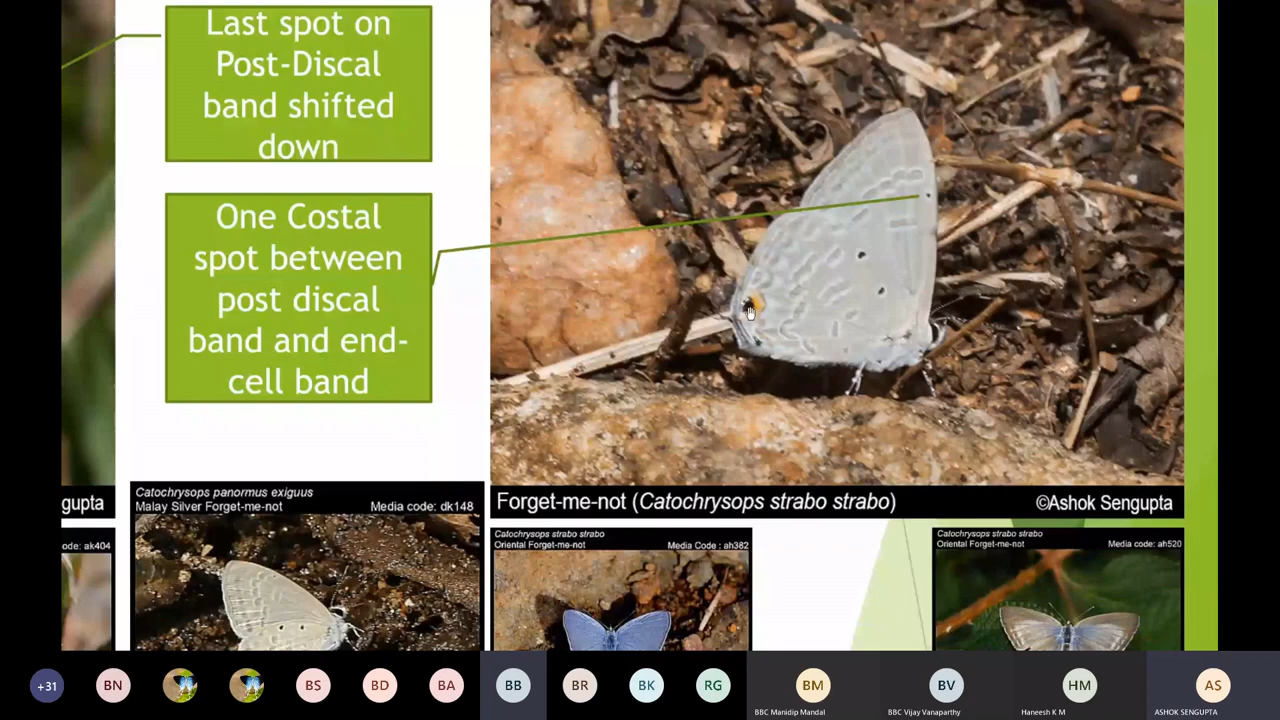 Last spot on
Post-Discal
band shifted
down
One Costal
spot between
post discal
band and end-
cell band
gupta
Catochrysops panormus exiguus
Malay Silver Forget-me-not
Media code: dk148
Forget-me-not (Catochrysops strabo strabo)
©Ashok Sengupta
ode: ak404
Catochrysops strabo strabo
Oriental Forget-me-not
Media Code : ah382
Catochrysops strabo strabo
Oriental Forget-me-not
Media code: ah520
+31
BN
BS
BD
BA
BB
BR
BK
RG
BM
BV
HM
AS
BBC Manidip Mandal
BBC Vijay Vanaparthy
Haneesh K M
ASHOK SENGUPTA